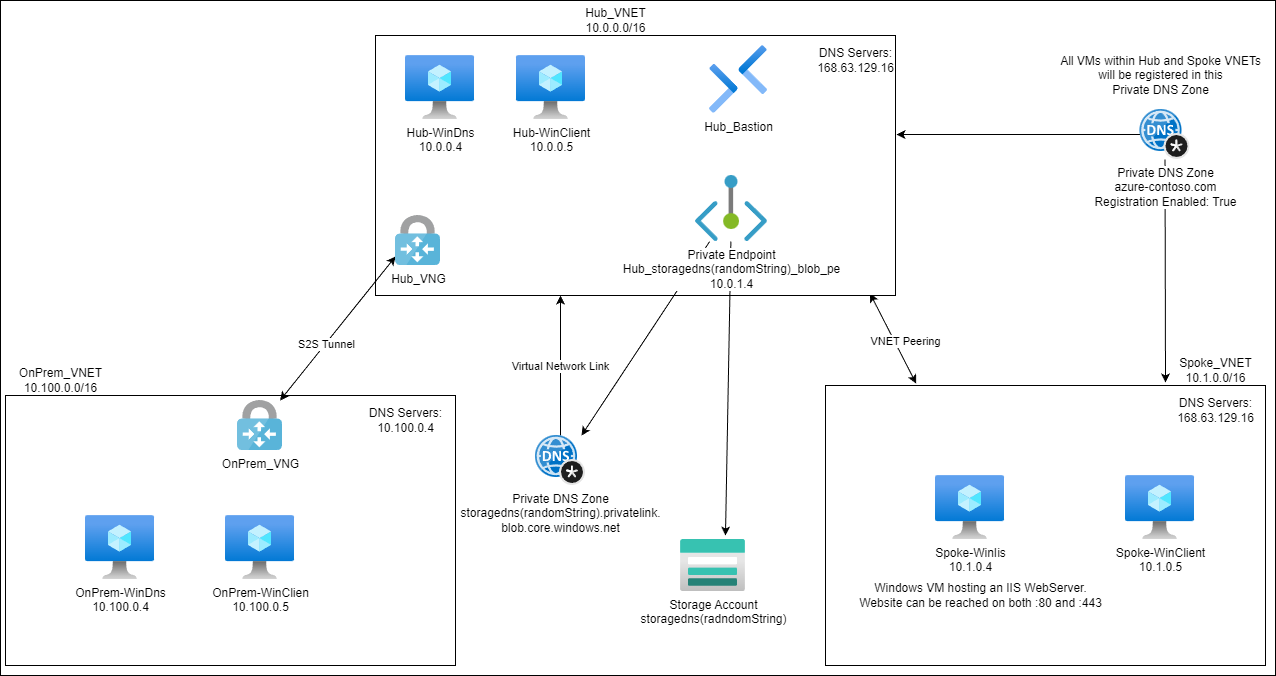 Hub_VNET
10.0.0.0/16
DNS Servers:
168.63.129.16
Hub-WinDns
10.0.0.4
Hub-WinClient
10.0.0.5
Hub_Bastion
All VMs within Hub and Spoke VNETs
will be registered in this
Private DNS Zone
DNS
Private DNS Zone
azure-contoso.com
Registration Enabled: True
Hub_VNG
Private Endpoint
Hub_storagedns(randomString)_blob_pe
10.0.1.4
S2S Tunnel
Virtual Network Link
VNET Peering
OnPrem_VNET
10.100.0.0/16
DNS Servers:
10.100.0.4
OnPrem_VNG
OnPrem-WinDns
10.100.0.4
OnPrem-WinClien
10.100.0.5
DNS
Private DNS Zone
storagedns(randomString).privatelink.
blob.core.windows.net
Storage Account
storagedns(radndomString)
Spoke_VNET
10.1.0.0/16
DNS Servers:
168.63.129.16
Spoke-WinIis
10.1.0.4
Spoke-WinClient
10.1.0.5
Windows VM hosting an IIS WebServer.
Website can be reached on both :80 and :443